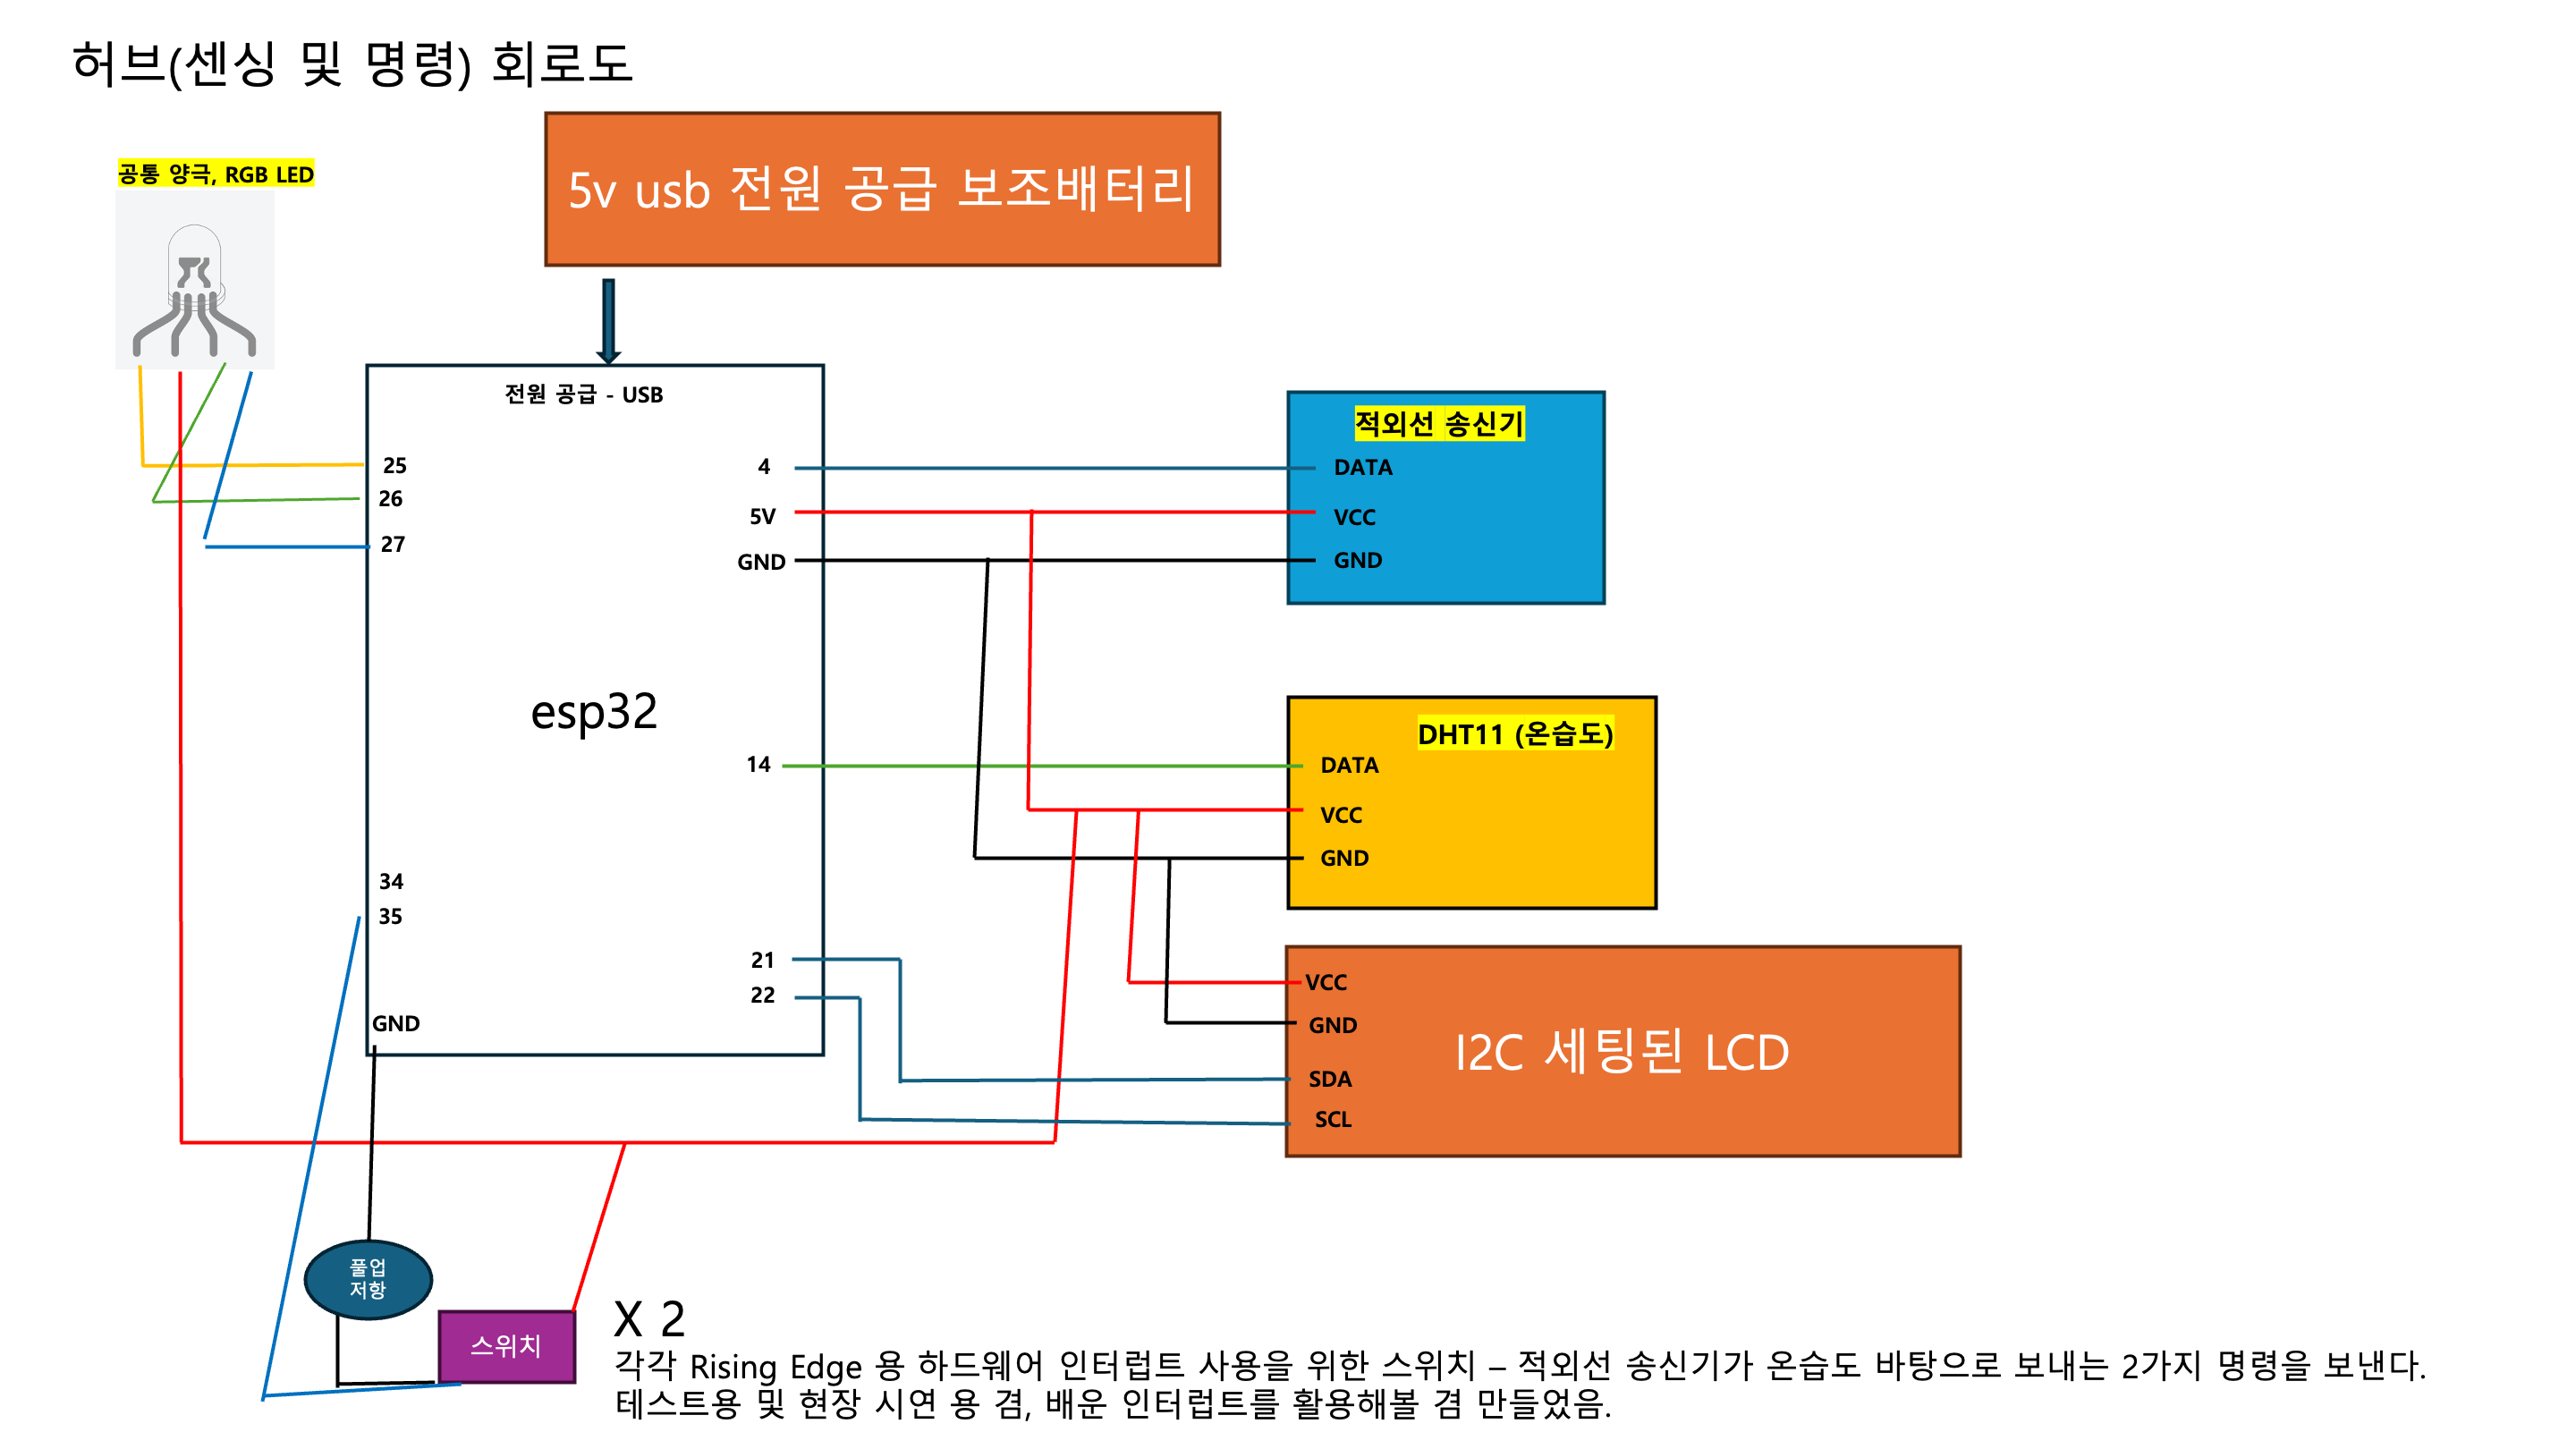 허브(센싱 및 명령) 회로도
공통 양극, RGB LED
5v usb 전원 공급 보조배터리
전원 공급 - USB
25
26
27
4
5V
GND
esp32
14
34
35
21
22
GND
적외선 송신기
DATA
VCC
GND
DHT11 (온습도)
DATA
VCC
GND
VCC
GND
SDA
SCL
I2C 세팅된 LCD
풀업
저항
스위치
X 2
각각 Rising Edge 용 하드웨어 인터럽트 사용을 위한 스위치 – 적외선 송신기가 온습도 바탕으로 보내는 2가지 명령을 보낸다.
테스트용 및 현장 시연 용 겸, 배운 인터럽트를 활용해볼 겸 만들었음.